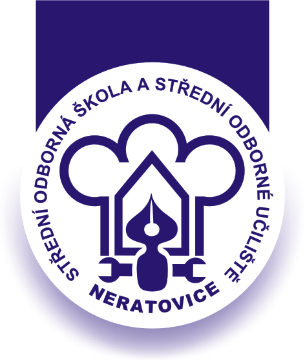 STŘEDNÍ ODBORNÁ ŠKOLA A STŘEDNÍ ODBORNÉ UČILIŠTĚ
NERATOVICE